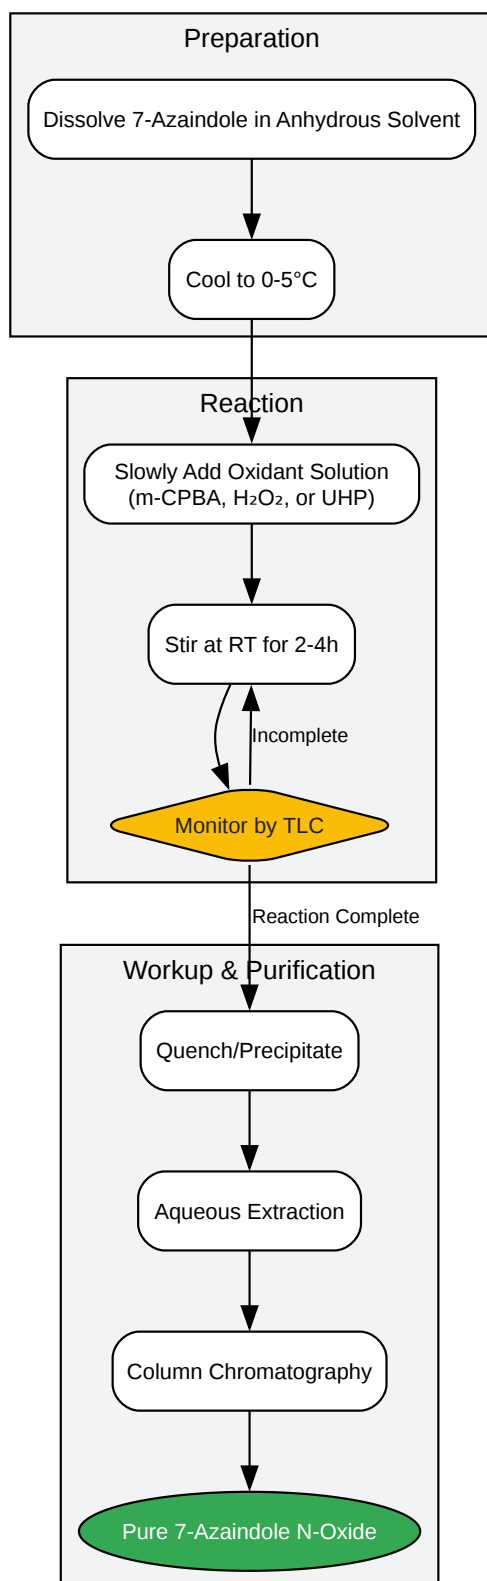 Preparation
Dissolve 7-Azaindole in Anhydrous Solvent
Cool to 0-5°C
Reaction
Slowly Add Oxidant Solution
(m-CPBA, H₂O₂, or UHP)
Stir at RT for 2-4h
Incomplete
Monitor by TLC
Reaction Complete
Workup & Purification
Quench/Precipitate
Aqueous Extraction
Column Chromatography
Pure 7-Azaindole N-Oxide